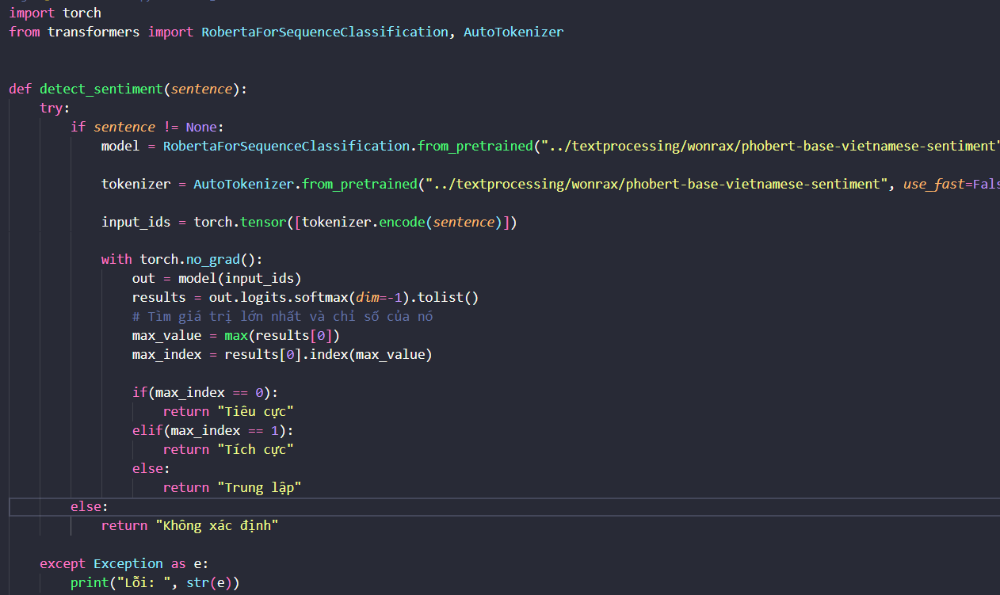 import torch
from transformers import RobertaForSequenceClassification, AutoTokenizer
def detect_sentiment(sentence):
try:
if sentence != None:
model = RobertaForSequenceClassification.from_pretrained("../textprocessing/wonrax/phobert-base-vietnamese-sentiment"
tokenizer = AutoTokenizer.from_pretrained("../textprocessing/wonrax/phobert-base-vietnamese-sentiment", use_fast=Fals
input_ids = torch.tensor([tokenizer.encode(sentence)])
with torch.no_grad():
out = model(input_ids)
results = out.logits.softmax(dim=-1).tolist()
# Tìm giá trị lớn nhất và chỉ số của nó
max_value = max(results[0])
max_index = results[0].index(max_value)
if(max_index == 0):
return "Tiêu cực"
elif(max_index == 1):
return "Tích cực"
else:
return "Trung lập"
else:
return "Không xác định"
except Exception as e:
print("Lỗi: ", str(e))